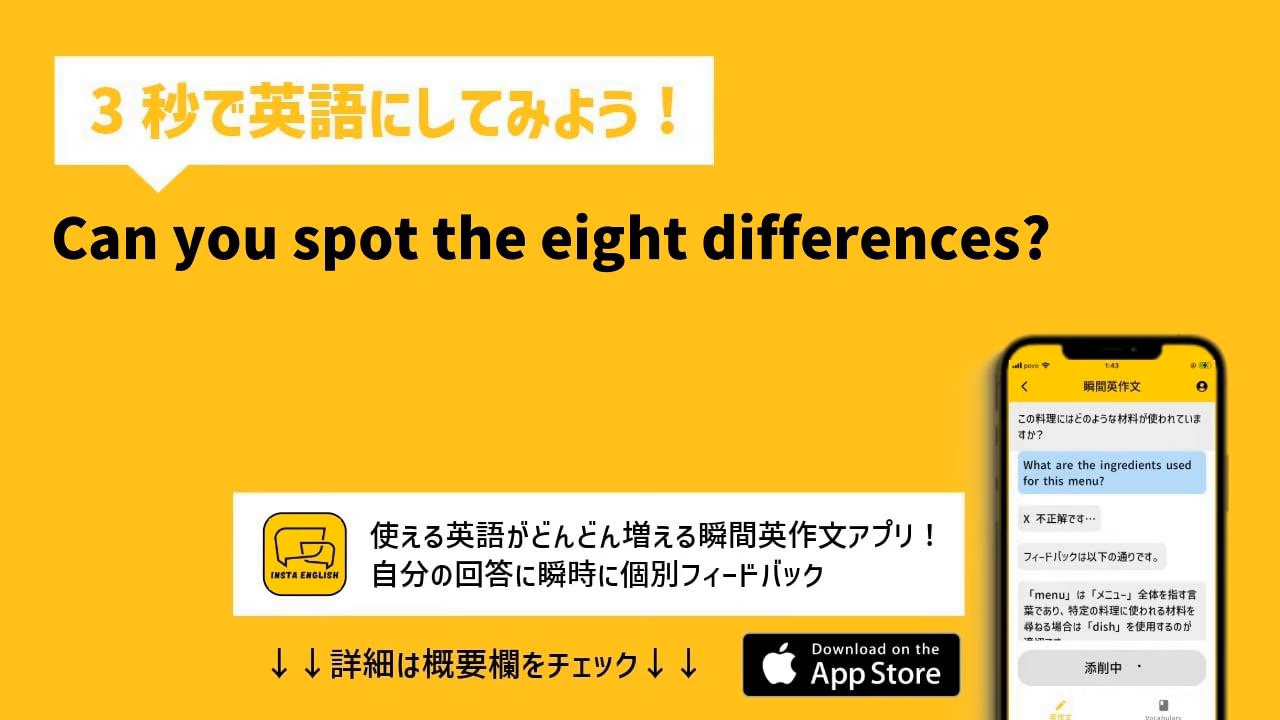 3 秒で英語にしてみよう！
Can you spot the eight differences?
povo
1:43
瞬間英作文
この料理にはどのような材料が使われていま
すか？
What are the ingredients used
for this menu?
X 不正解です…
フィードバックは以下の通りです。
「menu」は「メニュー」全体を指す言
葉であり、特定の料理に使われる材料を
尋ねる場合は「dish」を使用するのが
添削中
英作文
Vocabulary
INSTA ENGLISH
使える英語がどんどん増える瞬間英作文アプリ！
自分の回答に瞬時に個別フィードバック
↓↓詳細は概要欄をチェック↓↓
Download on the
App Store